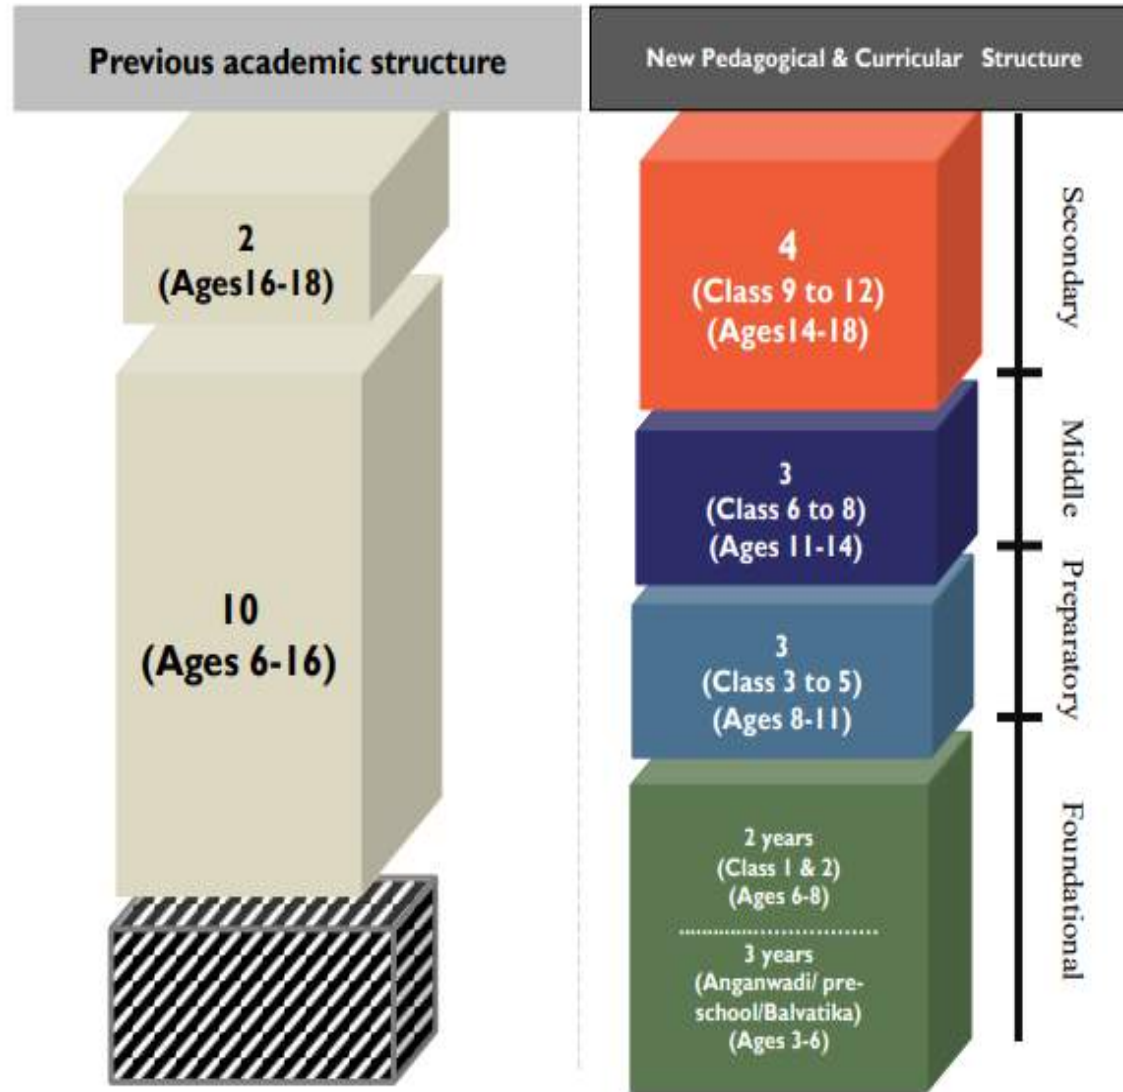 Previous academic structure
2
(Ages16-18)
10
(Ages 6-16)
New Pedagogical & Curricular Structure
4
(Class 9 to 12)
(Ages14-18)
3
(Class 6 to 8)
(Ages 11-14)
3
(Class 3 to 5)
(Ages 8-11)
2 years
(Class 1 & 2)
(Ages 6-8)
3 years
(Anganwadi/ pre-
school/Balvatika)
(Ages 3-6)
Secondary
Middle
Preparatory
Foundational